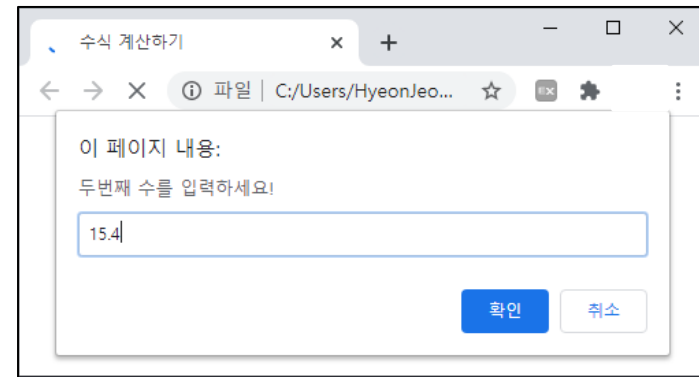 수식 계산하기
파일 | C:/Users/HyeonJeo...
이 페이지 내용:
두번째 수를 입력하세요!
15.4
확인 취소